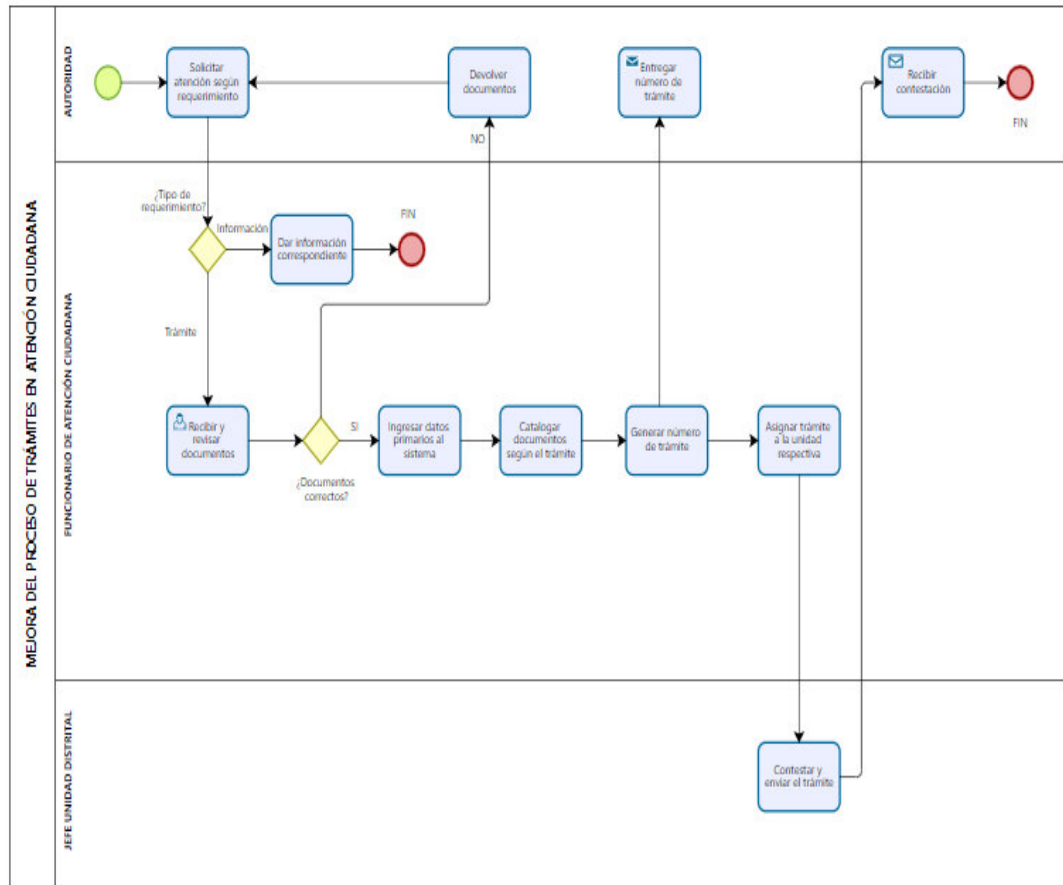 MEJORA DEL PROCESO DE TRÁMITES EN ATENCIÓN CIUDADANA
AUTORIDAD
Solicitar
atención según
requerimiento
Devolver
documentos
Entregar
número de
trámite
Recibir
contestación
FIN
NO
FUNCIONARIO DE ATENCIÓN CIUDADANA
¿Tipo de
requerimiento?
Información
Dar información
correspondiente
FIN
Trámite
Recibir y
revisar
documentos
¿Documentos
correctos?
SI
Ingresar datos
primarios al
sistema
Catalogar
documentos
según el trámite
Generar número
de trámite
Asignar trámite
a la unidad
respectiva
JEFE UNIDAD DISTRITAL
Contestar y
enviar el trámite